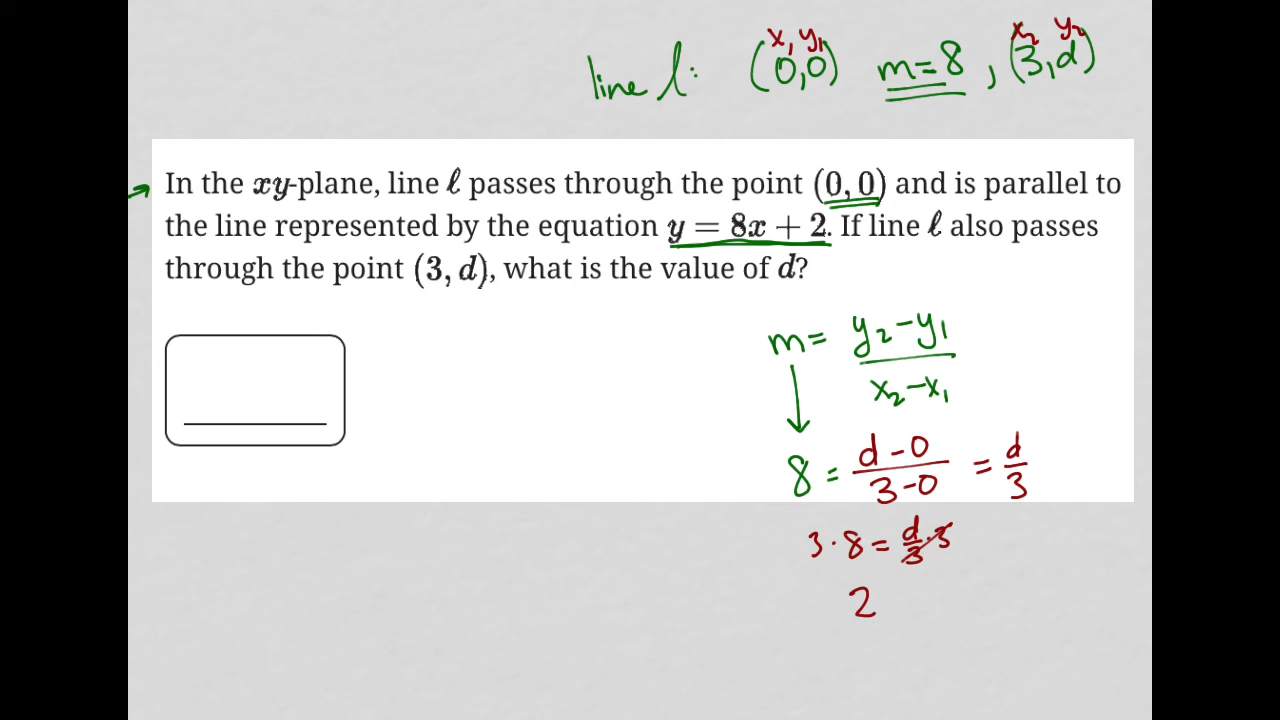 line ℓ: (0,0) m=8, (3,d)
x, y1 x2 y2
In the xy-plane, line ℓ passes through the point (0, 0) and is parallel to
the line represented by the equation y = 8x + 2. If line ℓ also passes
through the point (3, d), what is the value of d?
m= y2-y1
x2-x1
8 = d-0 = d
3-0 3
3·8 = d/3·3
2